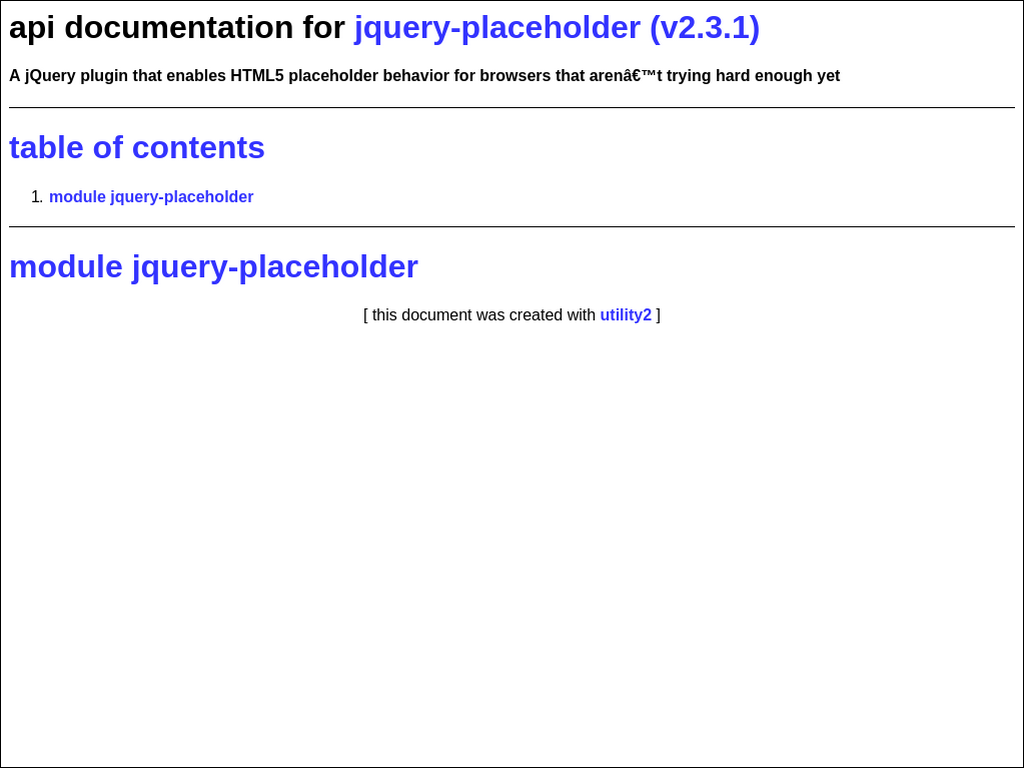 api documentation for jquery-placeholder (v2.3.1)
A jQuery plugin that enables HTML5 placeholder behavior for browsers that arenâ€™t trying hard enough yet
table of contents
1. module jquery-placeholder
module jquery-placeholder
[ this document was created with utility2 ]